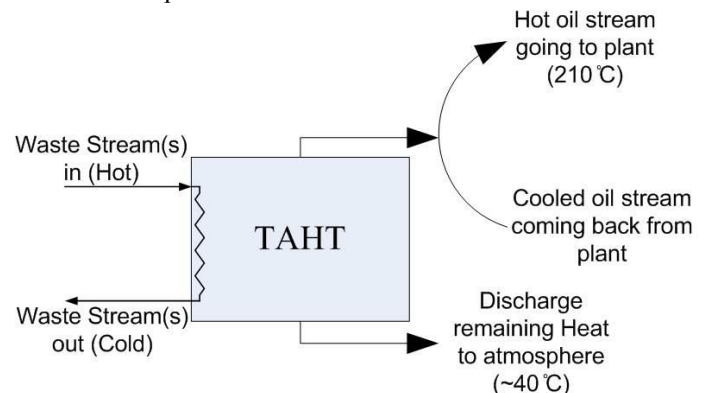 Hot oil stream
going to plant
(210 ℃)
Waste Stream(s)
in (Hot)
TAHT
Cooled oil stream
coming back from
plant
Waste Stream(s)
out (Cold)
Discharge
remaining Heat
to atmosphere
(~40 ℃)